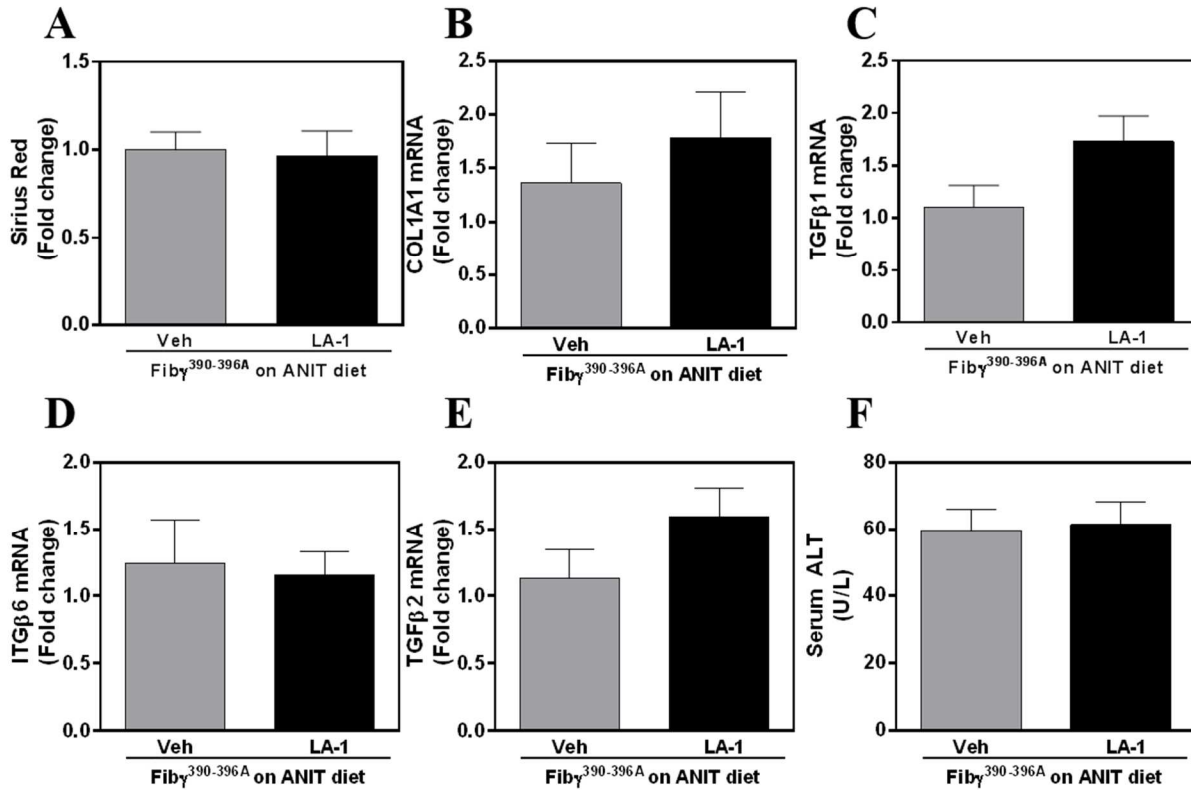 A
Sirius Red
(Fold change)
1.5
1.0
0.5
0.0
Veh LA-1
Fibγ390-396A on ANIT diet
B
COL1A1 mRNA
(Fold change)
2.5
2.0
1.5
1.0
0.5
0.0
Veh LA-1
Fibγ390-396A on ANIT diet
C
TGFβ1 mRNA
(Fold change)
2.5
2.0
1.5
1.0
0.5
0.0
Veh LA-1
Fibγ390-396A on ANIT diet
D
ITGβ6 mRNA
(Fold change)
2.0
1.5
1.0
0.5
0.0
Veh LA-1
Fibγ390-396A on ANIT diet
E
TGFβ2 mRNA
(Fold change)
2.0
1.5
1.0
0.5
0.0
Veh LA-1
Fibγ390-396A on ANIT diet
F
Serum ALT
(U/L)
80
60
40
20
0
Veh LA-1
Fibγ390-396A on ANIT diet